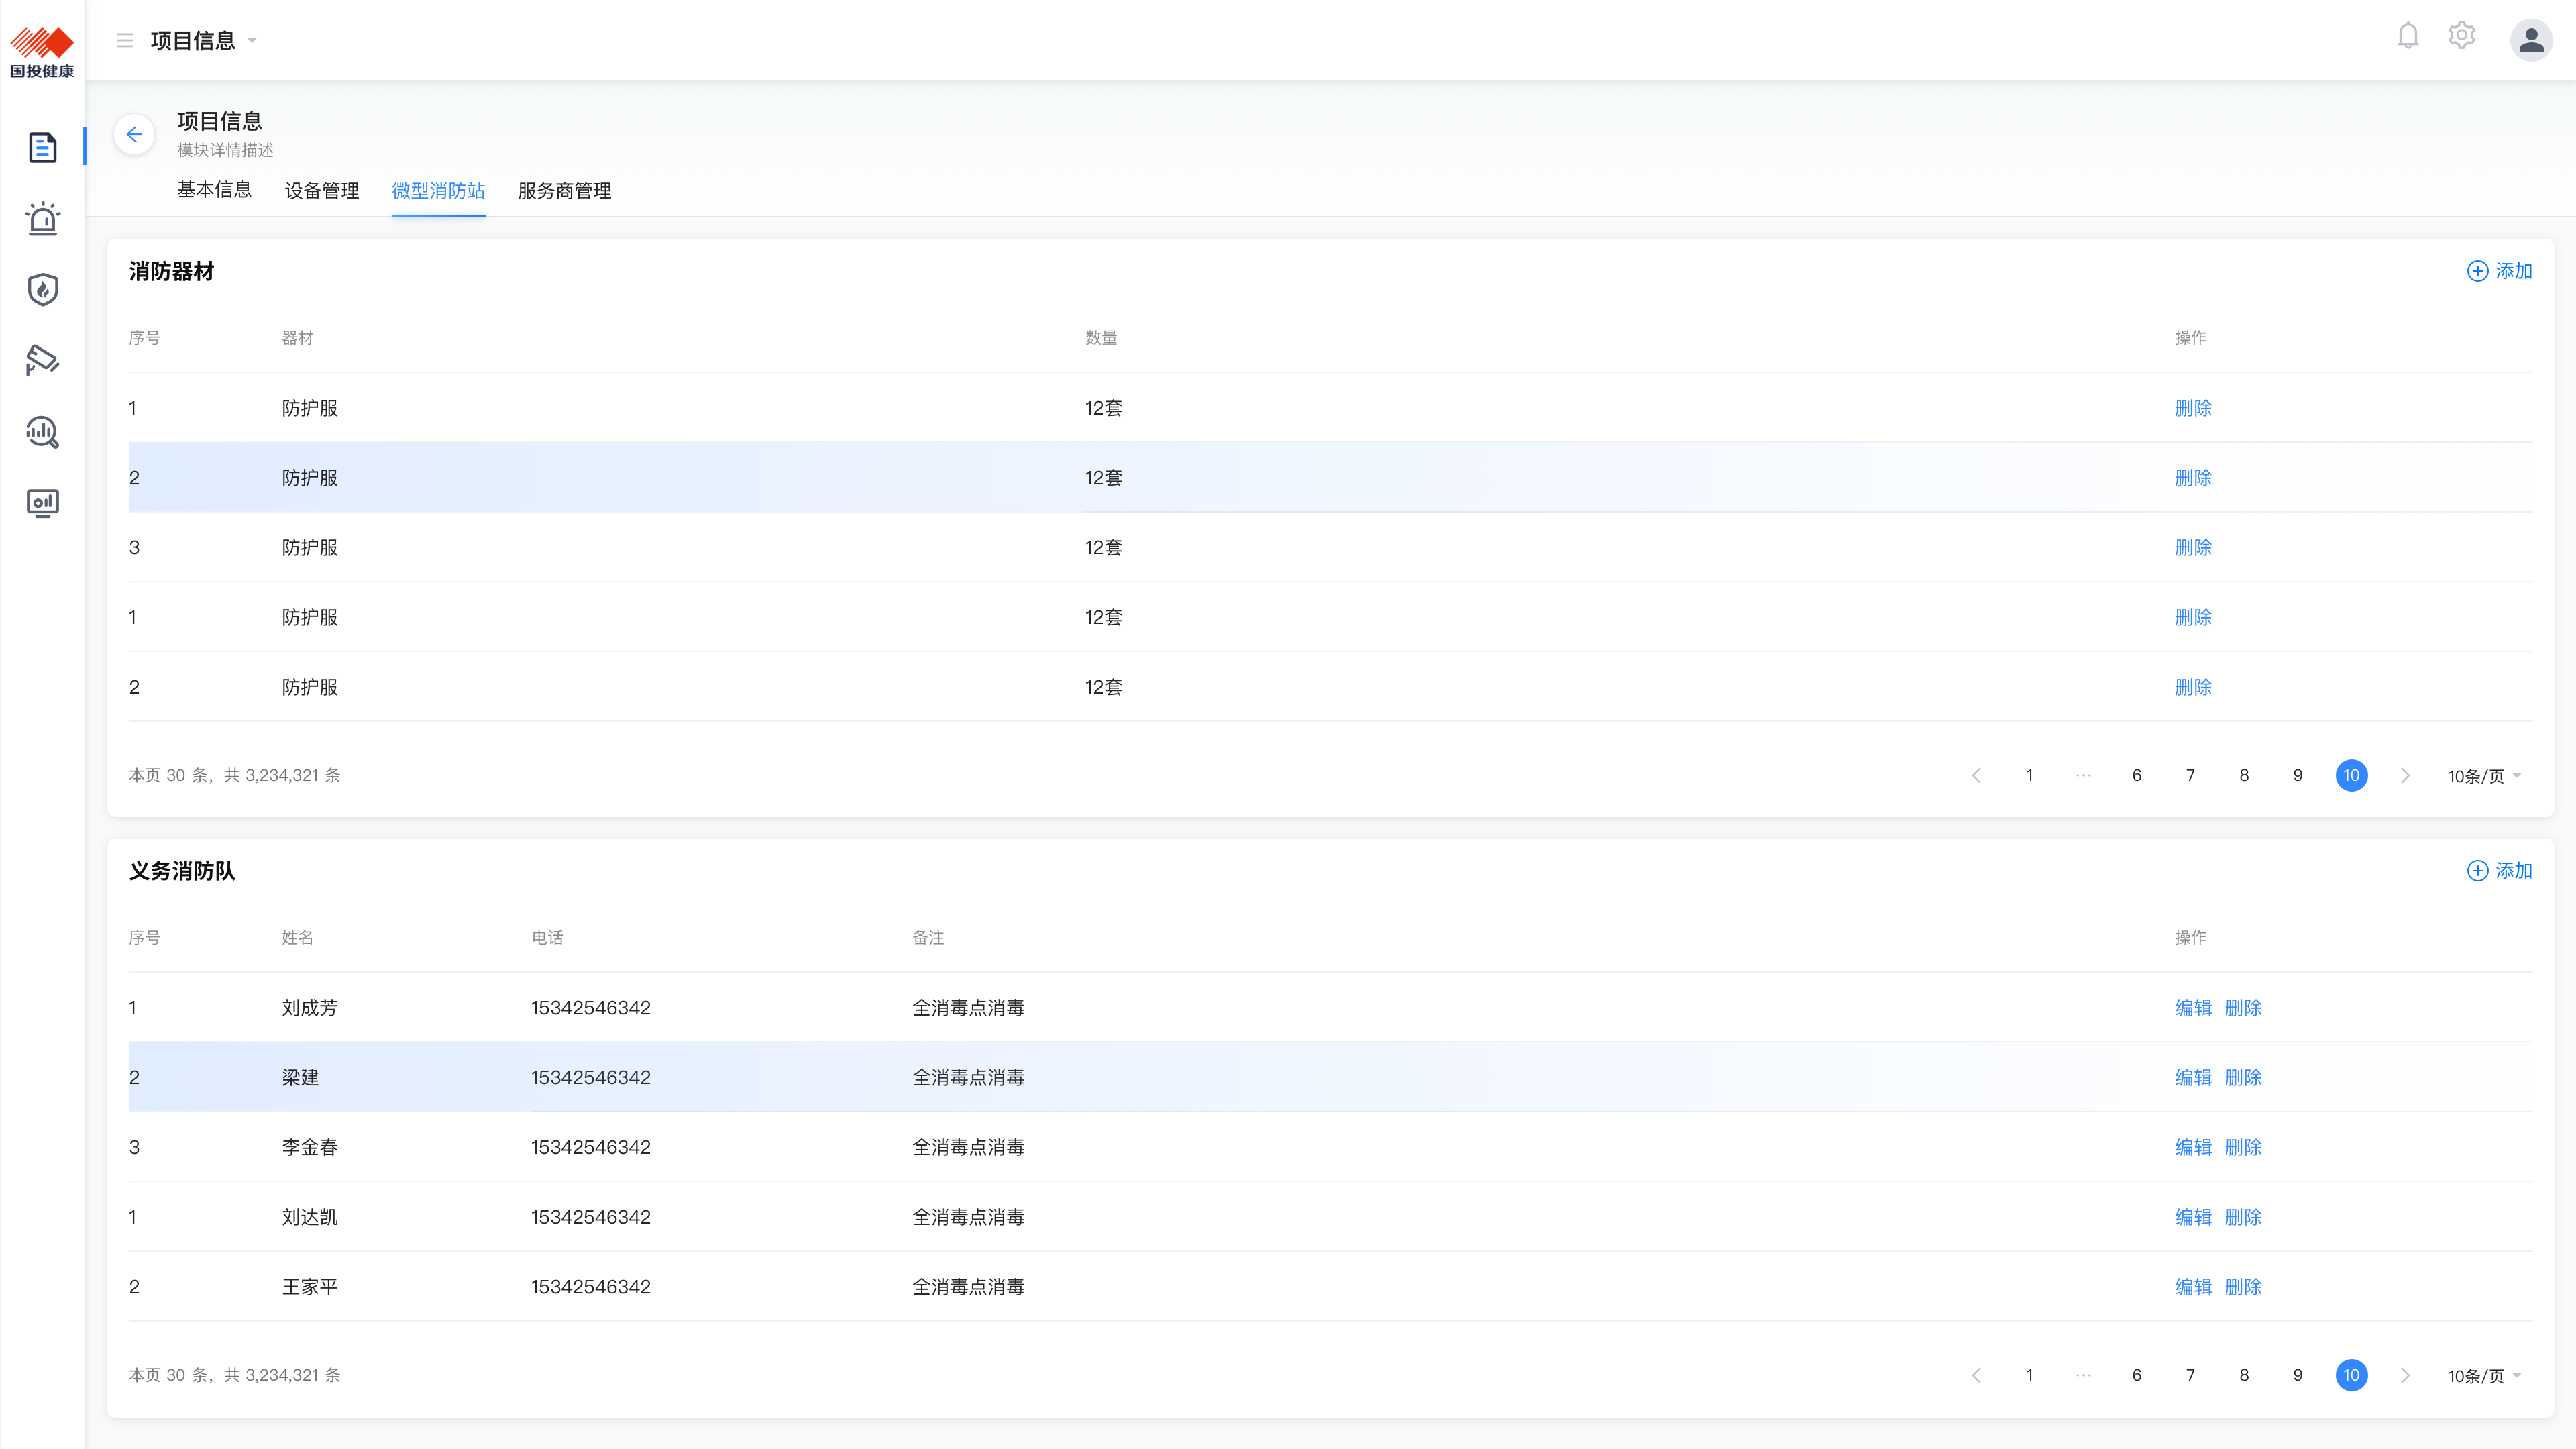 国投健康
项目信息
项目信息
模块详情描述
基本信息 设备管理 微型消防站 服务商管理
消防器材 添加
序号 器材 数量 操作
1 防护服 12套 删除
2 防护服 12套 删除
3 防护服 12套 删除
1 防护服 12套 删除
2 防护服 12套 删除
本页 30 条，共 3,234,321 条 1 ··· 6 7 8 9 10 10条/页
义务消防队 添加
序号 姓名 电话 备注 操作
1 刘成芳 15342546342 全消毒点消毒 编辑 删除
2 梁建 15342546342 全消毒点消毒 编辑 删除
3 李金春 15342546342 全消毒点消毒 编辑 删除
1 刘达凯 15342546342 全消毒点消毒 编辑 删除
2 王家平 15342546342 全消毒点消毒 编辑 删除
本页 30 条，共 3,234,321 条 1 ··· 6 7 8 9 10 10条/页